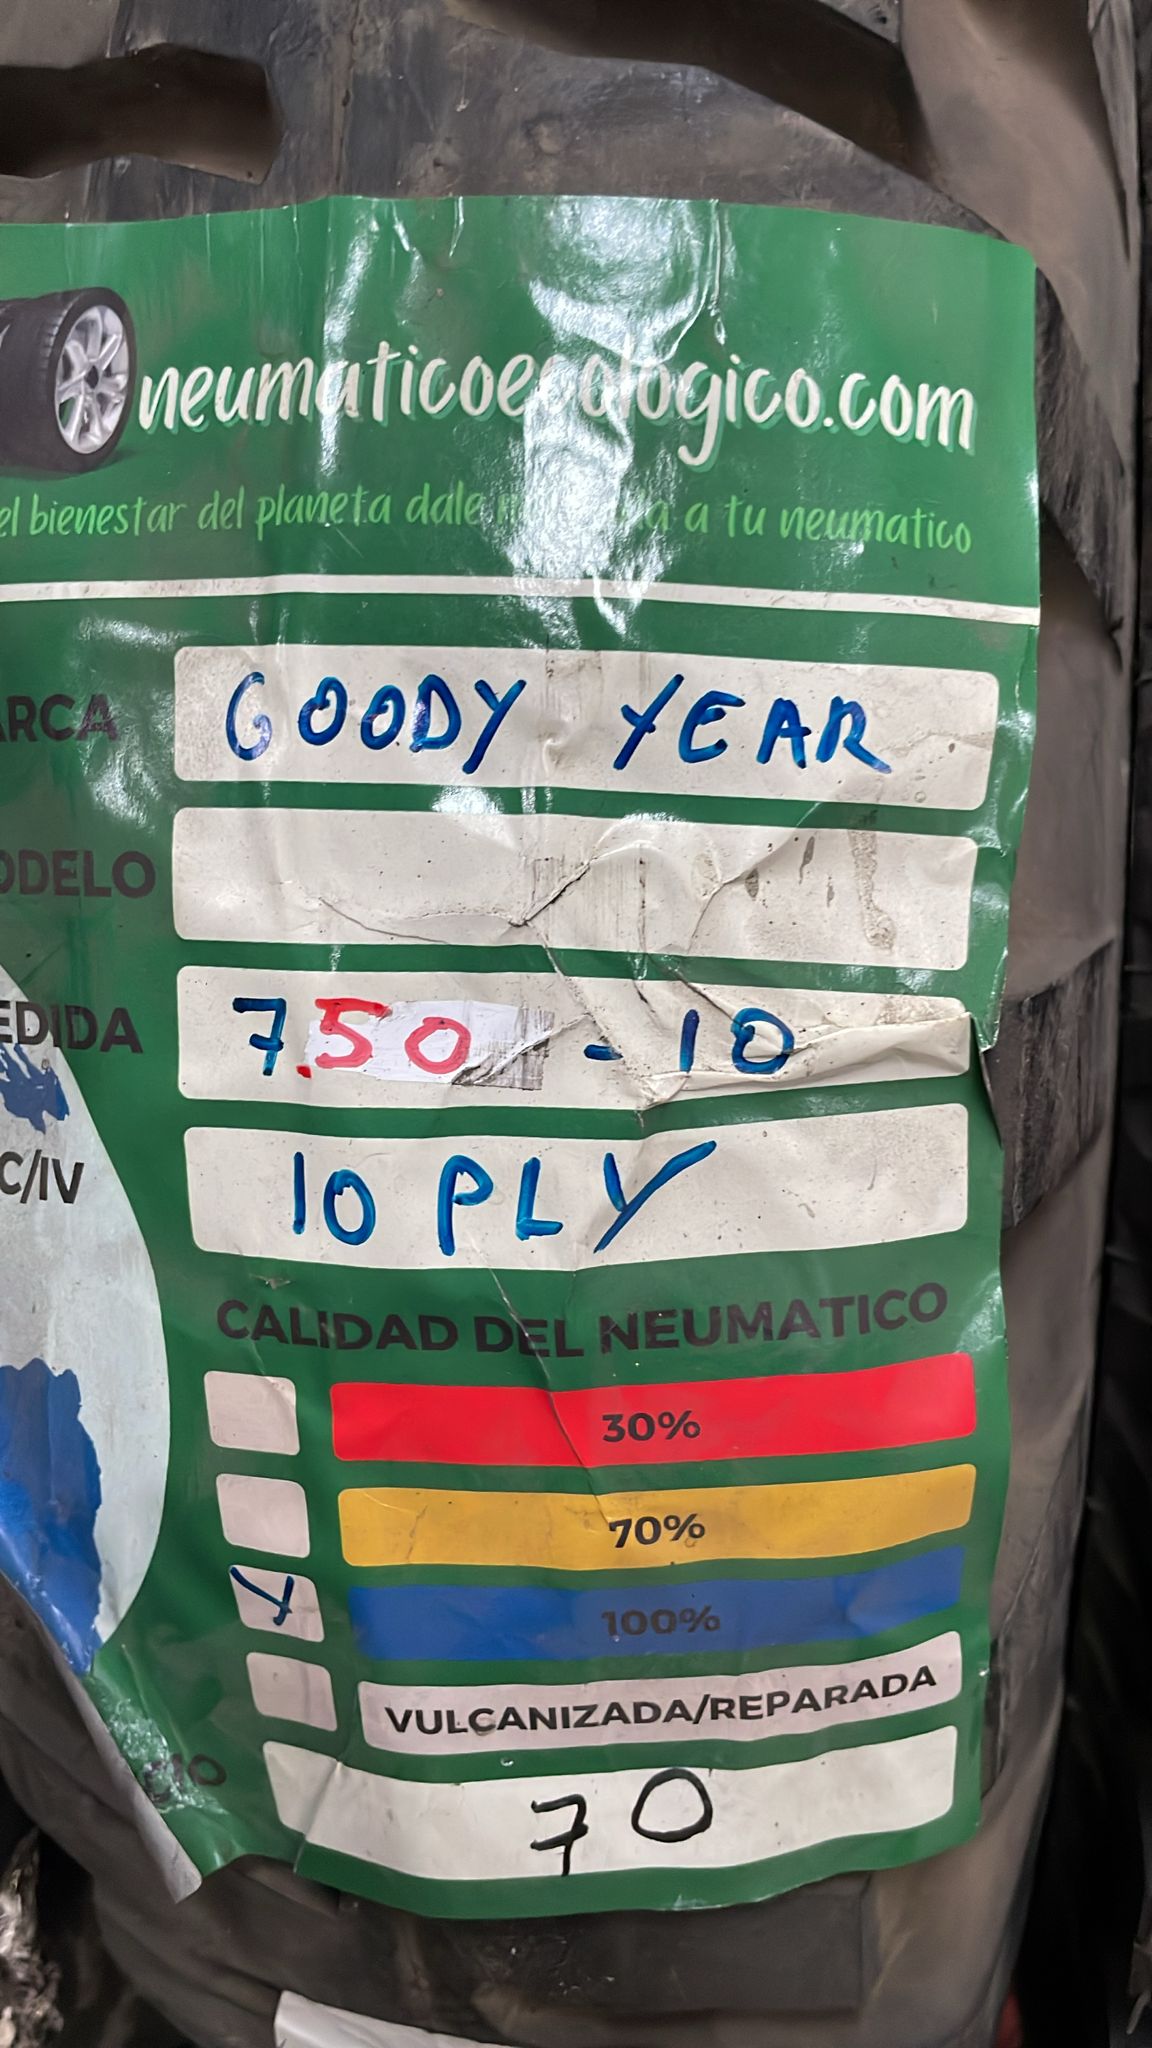 neumaticoecologico.com
el bienestar del planeta dale a tu neumatico
ARCA GOODY YEAR
ODELO
EDIDA 7.50 - 10
C/IV 10 PLY
CALIDAD DEL NEUMATICO
30%
70%
X 100%
VULCANIZADA/REPARADA
70